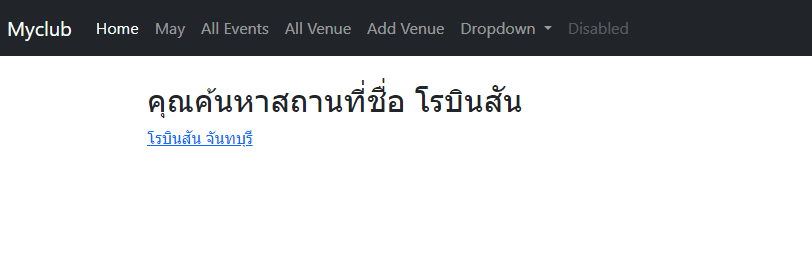 Myclub Home May All Events All Venue Add Venue Dropdown Disabled
คุณค้นหาสถานที่ชื่อ โรบินสัน
โรบินสัน จันทบุรี